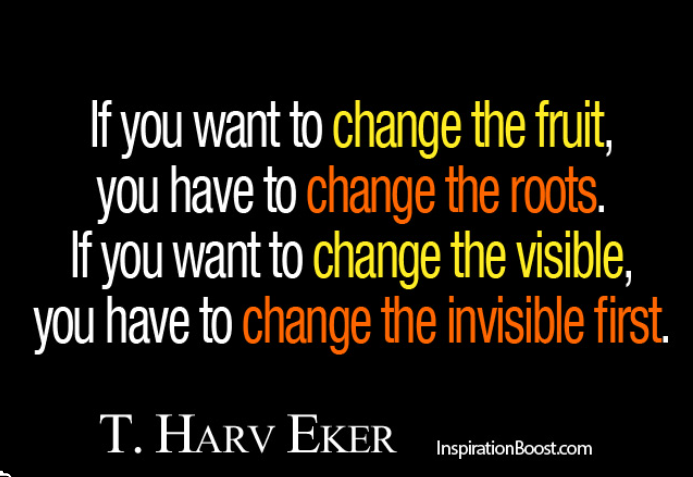 If you want to change the fruit,
you have to change the roots.
If you want to change the visible,
you have to change the invisible first.
T. HARV EKER
InspirationBoost.com